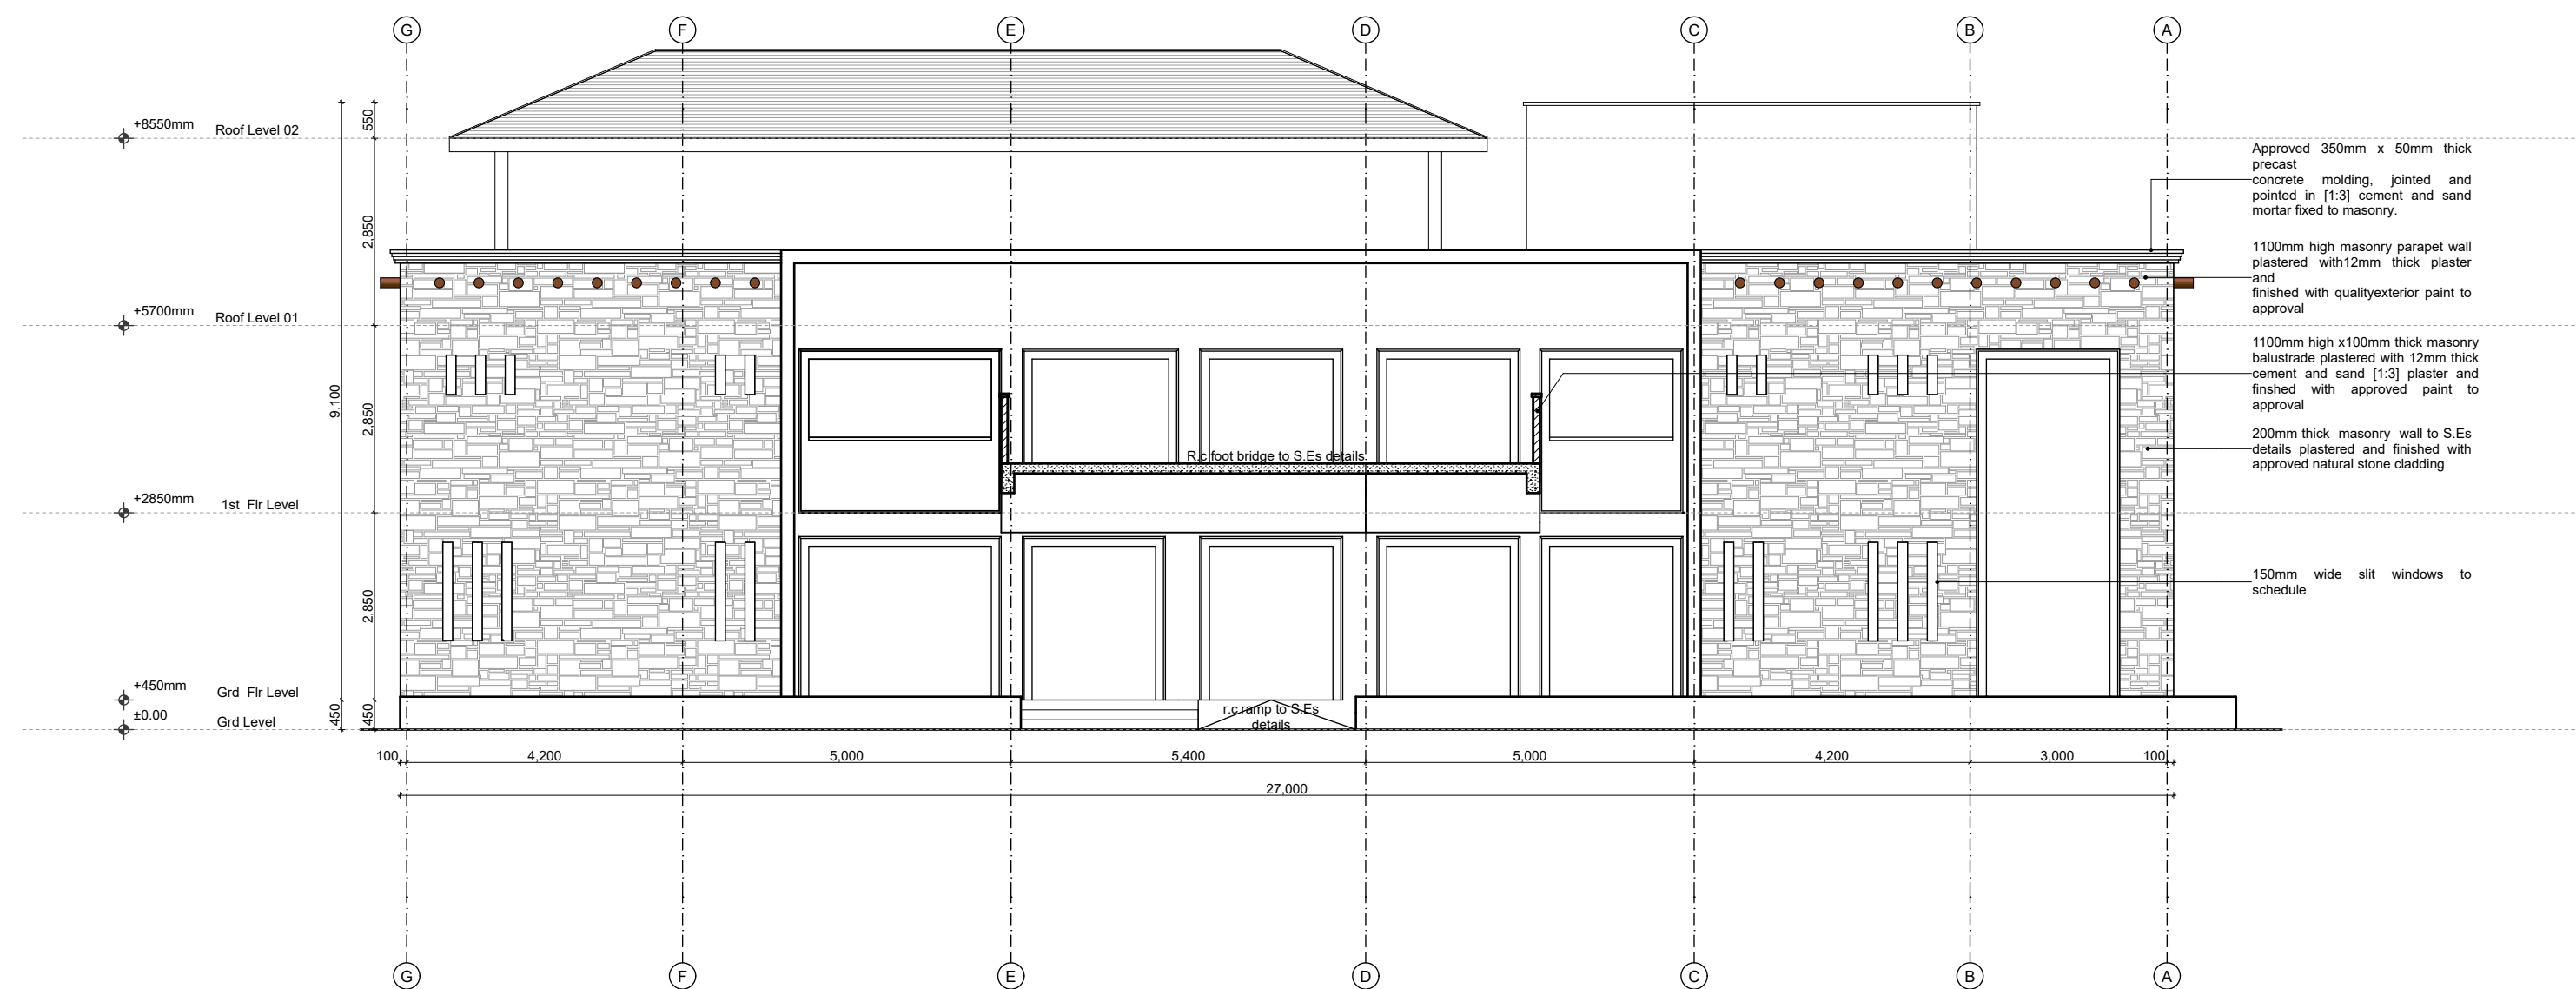 G F E D C B A
+8550mm Roof Level 02
550
Approved 350mm x 50mm thick
precast
concrete molding, jointed and
pointed in [1:3] cement and sand
mortar fixed to masonry.
2,850
1100mm high masonry parapet wall
plastered with12mm thick plaster
and
finished with qualityexterior paint to
approval
+5700mm Roof Level 01
1100mm high x100mm thick masonry
balustrade plastered with 12mm thick
cement and sand [1:3] plaster and
finshed with approved paint to
approval
9,100
2,850
200mm thick masonry wall to S.Es
details plastered and finished with
approved natural stone cladding
R.c foot bridge to S.Es details
+2850mm 1st Flr Level
2,850
150mm wide slit windows to
schedule
+450mm Grd Flr Level
450
450
±0.00 Grd Level
r.c ramp to S.Es
details
100 4,200 5,000 5,400 5,000 4,200 3,000 100
27,000
G F E D C B A